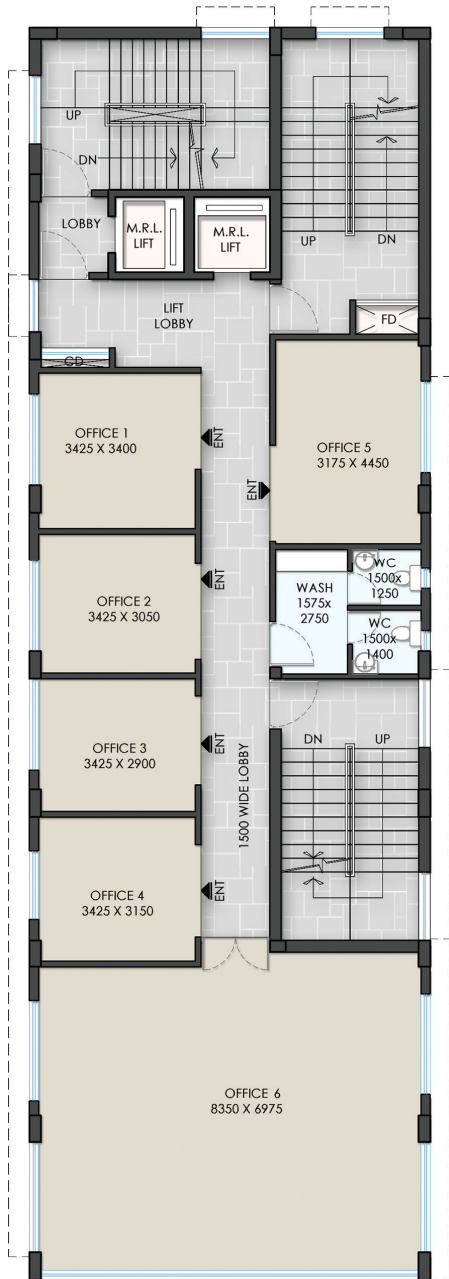 UP
DN
LOBBY
M.R.L.
LIFT
M.R.L.
LIFT
UP
DN
LIFT
LOBBY
FD
CD
OFFICE 1
3425 X 3400
ENT
OFFICE 5
3175 X 4450
ENT
OFFICE 2
3425 X 3050
ENT
WASH
1575x
2750
WC
1500x
1250
WC
1500x
1400
OFFICE 3
3425 X 2900
ENT
1500 WIDE LOBBY
DN
UP
OFFICE 4
3425 X 3150
ENT
OFFICE 6
8350 X 6975